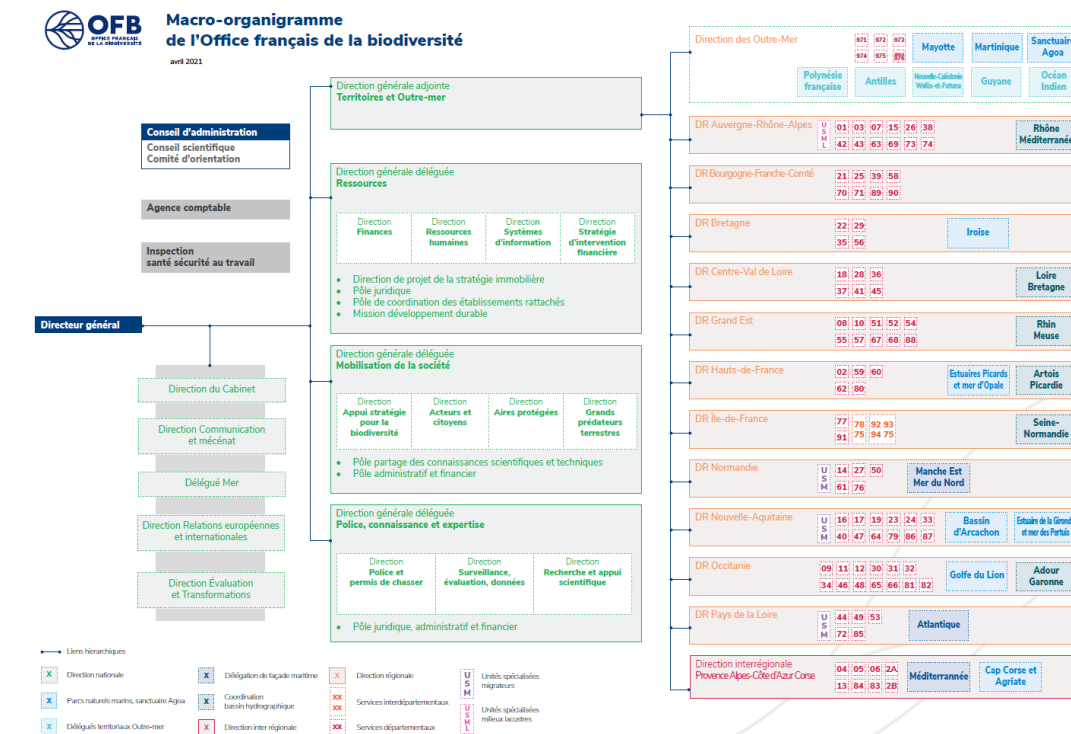 OFB
OFFICE FRANÇAIS
DE LA BIODIVERSITÉ
Macro-organigramme
de l'Office français de la biodiversité
avril 2021
Conseil d'administration
Conseil scientifique
Comité d'orientation
Agence comptable
Inspection
santé sécurité au travail
Directeur général
Direction du Cabinet
Direction Communication
et mécénat
Délégué Mer
Direction Relations européennes
et internationales
Direction Évaluation
et Transformations
Direction générale adjointe
Territoires et Outre-mer
Direction générale déléguée
Ressources
Direction
Finances
Direction
Ressources
humaines
Direction
Systèmes
d'information
Direction
Stratégie
d'intervention
financière
• Direction de projet de la stratégie immobilière
• Pôle juridique
• Pôle de coordination des établissements rattachés
• Mission développement durable
Direction générale déléguée
Mobilisation de la société
Direction
Appui stratégie
pour la
biodiversité
Direction
Acteurs et
citoyens
Direction
Aires protégées
Direction
Grands
prédateurs
terrestres
• Pôle partage des connaissances scientifiques et techniques
• Pôle administratif et financier
Direction générale déléguée
Police, connaissance et expertise
Direction
Police et
permis de chasser
Direction
Surveillance,
évaluation, données
Direction
Recherche et appui
scientifique
• Pôle juridique, administratif et financier
Direction des Outre-Mer
971 972 973
974 975
Mayotte
Martinique
Sanctuaire
Agoa
Polynésie
française
Antilles
Nouvelle-Calédonie
Wallis-et-Futuna
Guyane
Océan
Indien
DR Auvergne-Rhône-Alpes
USML
01 03 07 15 26 38
42 43 63 69 73 74
Rhône
Méditerranée
DR Bourgogne-Franche-Comté
21 25 39 58
70 71 89 90
DR Bretagne
22 29
35 56
Iroise
DR Centre-Val de Loire
18 28 36
37 41 45
Loire
Bretagne
DR Grand Est
08 10 51 52 54
55 57 67 68 88
Rhin
Meuse
DR Hauts-de-France
02 59 60
62 80
Estuaires Picards
et mer d'Opale
Artois
Picardie
DR Île-de-France
77 78 92 93
91 75 94 75
Seine-
Normandie
DR Normandie
USM
14 27 50
61 76
Manche Est
Mer du Nord
DR Nouvelle-Aquitaine
USM
16 17 19 23 24 33
40 47 64 79 86 87
Bassin
d'Arcachon
Estuaire de la Gironde
et mer des Pertuis
DR Occitanie
09 11 12 30 31 32
34 46 48 65 66 81 82
Golfe du Lion
Adour
Garonne
DR Pays de la Loire
USM
44 49 53
72 85
Atlantique
Direction interrégionale
Provence Alpes-Côte d'Azur Corse
04 05 06 2A
13 84 83 2B
Méditerrannée
Cap Corse et
Agriate
Liens hierarchiques
X Direction nationale
X Parcs naturels marins, sanctuaire Agoa
X Délégués territoriaux Outre-mer
X Délégation de façade maritime
X Coordination
bassin hydrographique
X Direction inter régionale
X Direction régionale
XX
XX Services interdépartementaux
XX Services départementaux
USM Unités spécialisées
migrateurs
USML Unités spécialisées
milieux lacustres